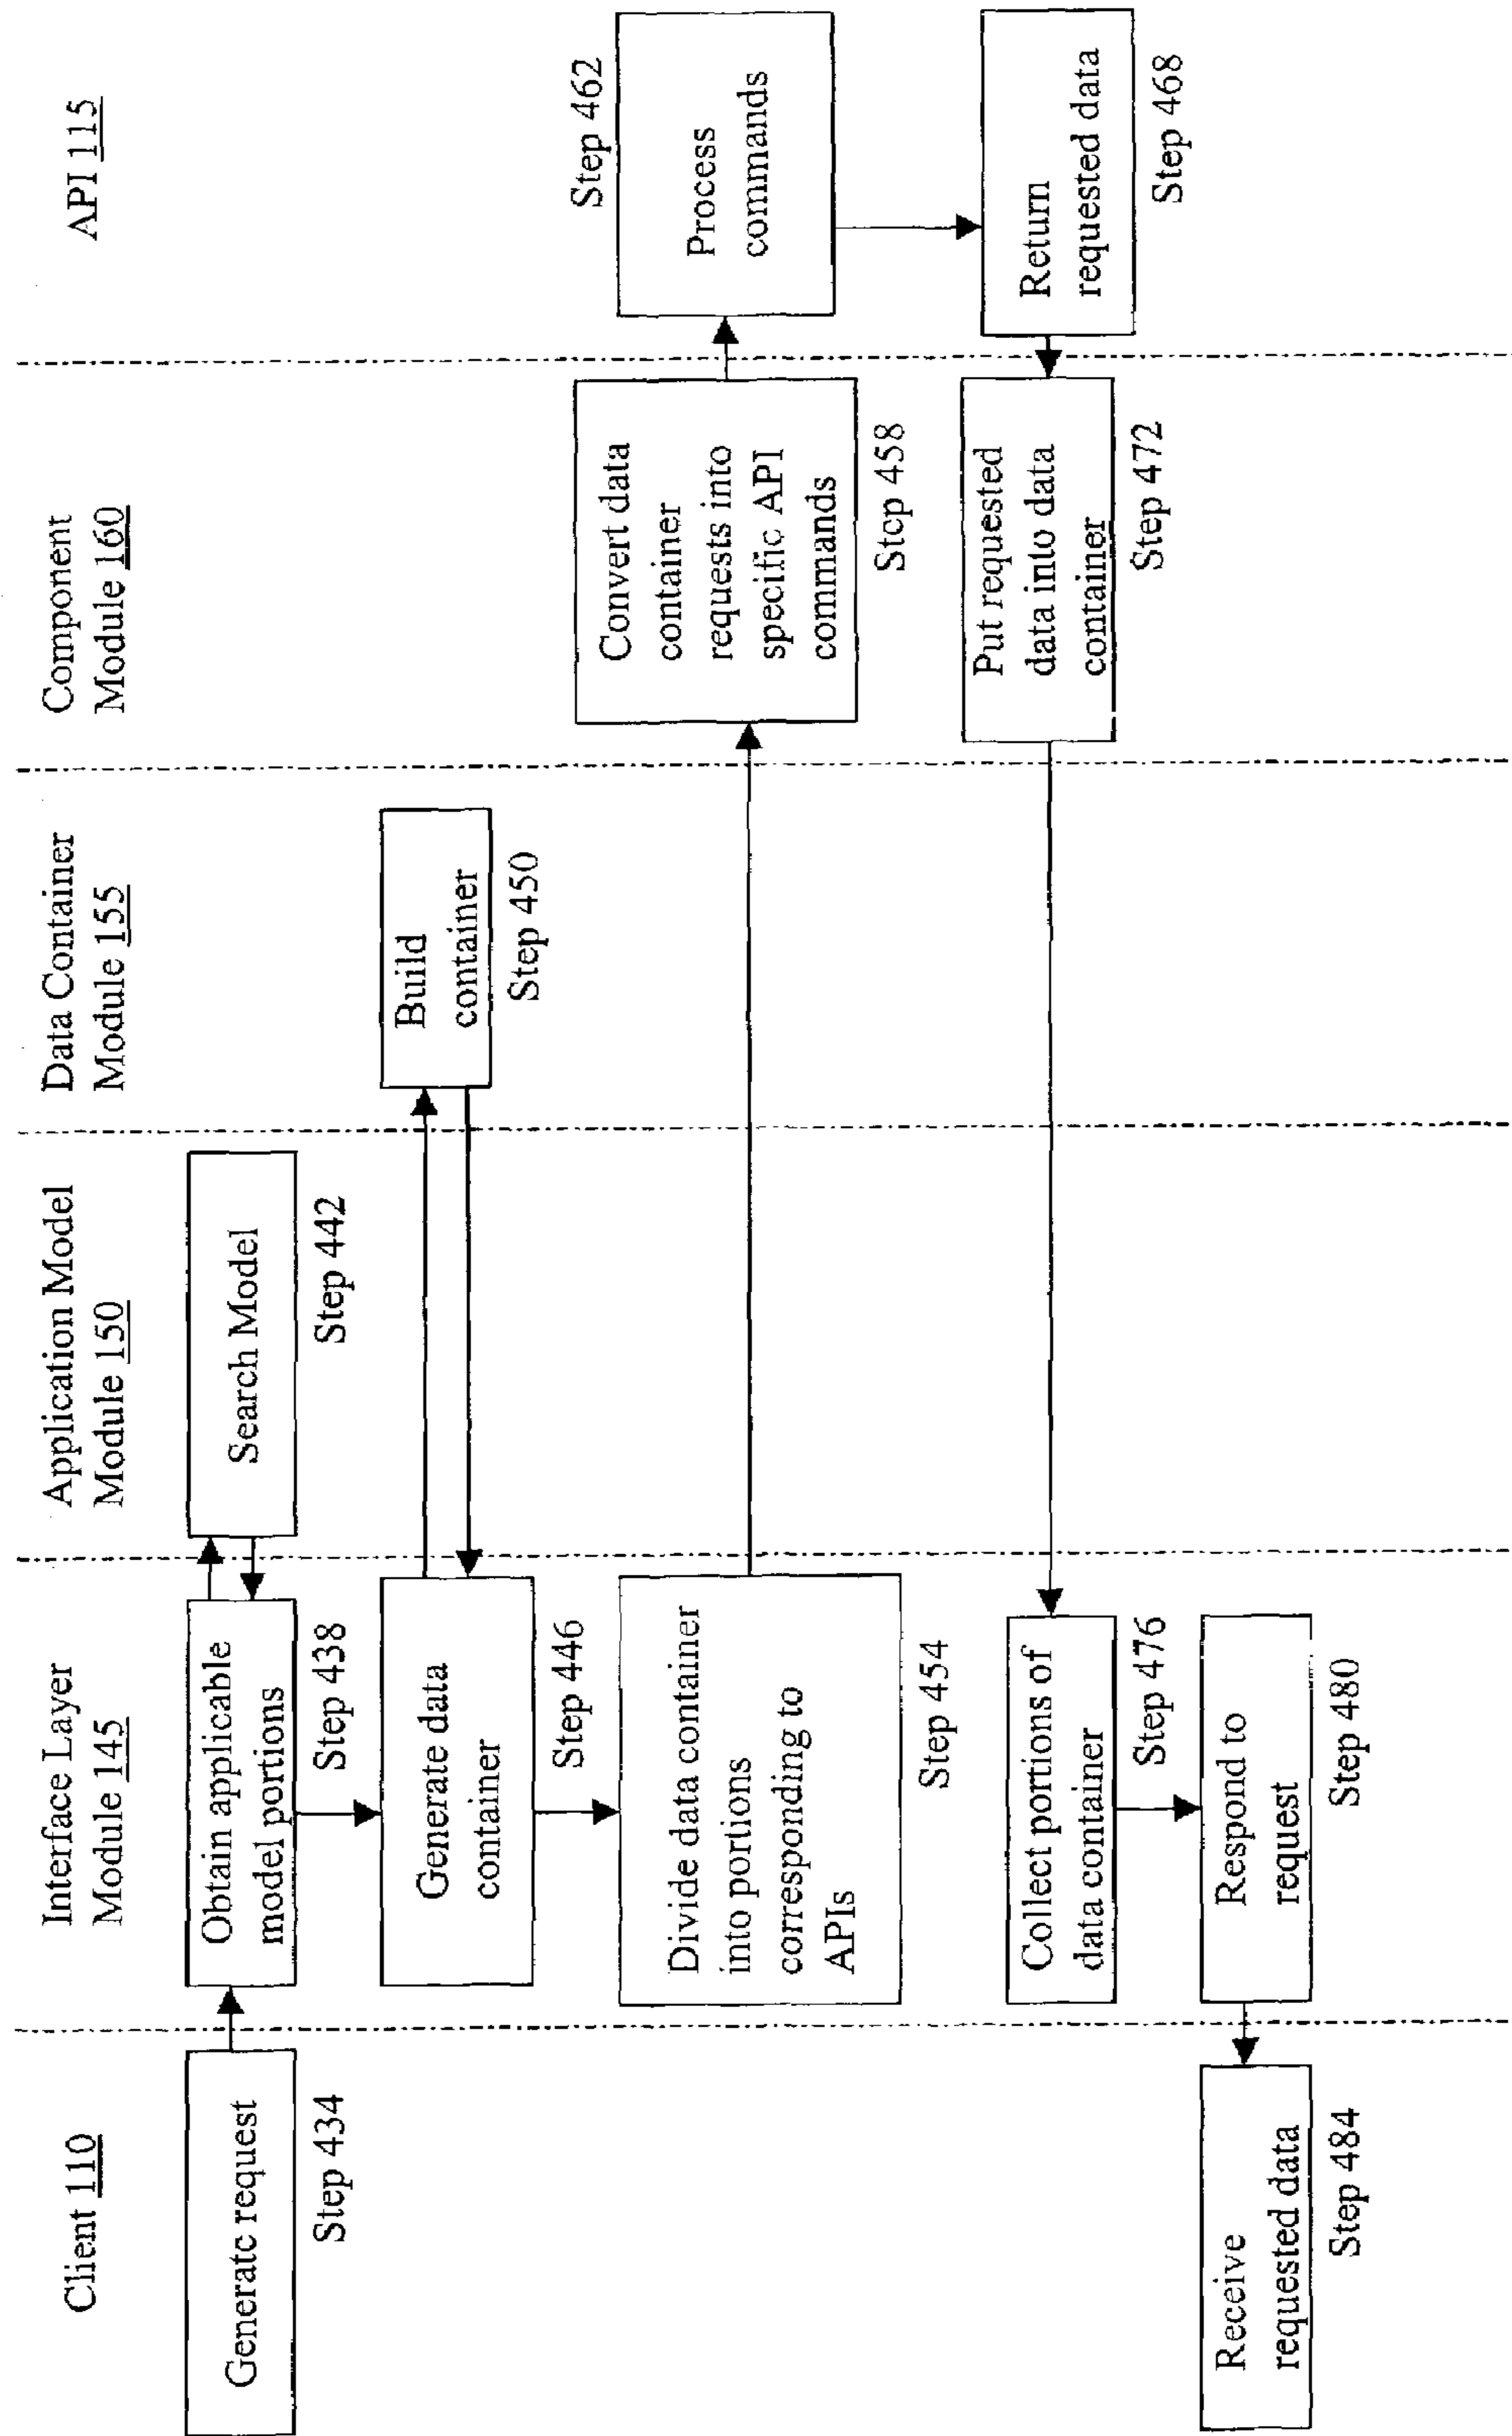 Client 110
Interface Layer
Module 145
Application Model
Module 150
Data Container
Module 155
Component
Module 160
API 115
Generate request
Step 434
Obtain applicable
model portions
Step 438
Search Model
Step 442
Generate data
container
Step 446
Build
container
Step 450
Divide data container
into portions
corresponding to
APIs
Step 454
Convert data
container
requests into
specific API
commands
Step 458
Process
commands
Step 462
Return
requested data
Step 468
Put requested
data into data
container
Step 472
Collect portions of
data container
Step 476
Respond to
request
Step 480
Receive
requested data
Step 484